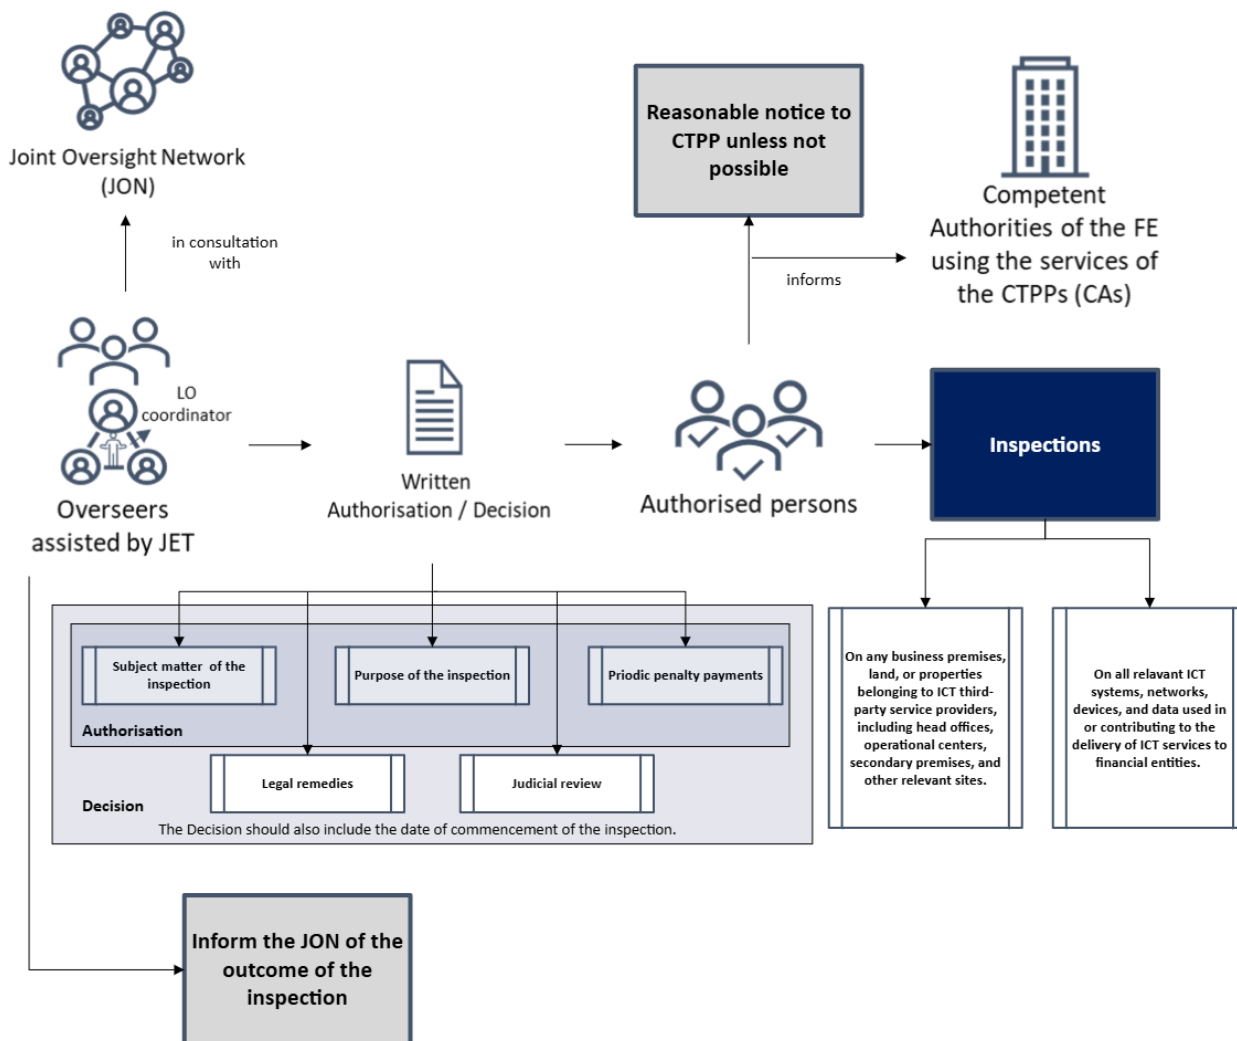 Joint Oversight Network
(JON)
in consultation
with
LO
coordinator
Overseers
assisted by JET
Written
Authorisation / Decision
Authorised persons
Reasonable notice to
CTPP unless not
possible
informs
Competent
Authorities of the FE
using the services of
the CTPPs (CAs)
Inspections
Subject matter of the
inspection
Purpose of the inspection
Priodic penalty payments
Authorisation
Legal remedies
Judicial review
Decision
The Decision should also include the date of commencement of the inspection.
On any business premises,
land, or properties
belonging to ICT third-
party service providers,
including head offices,
operational centers,
secondary premises, and
other relevant sites.
On all relevant ICT
systems, networks,
devices, and data used in
or contributing to the
delivery of ICT services to
financial entities.
Inform the JON of the
outcome of the
inspection